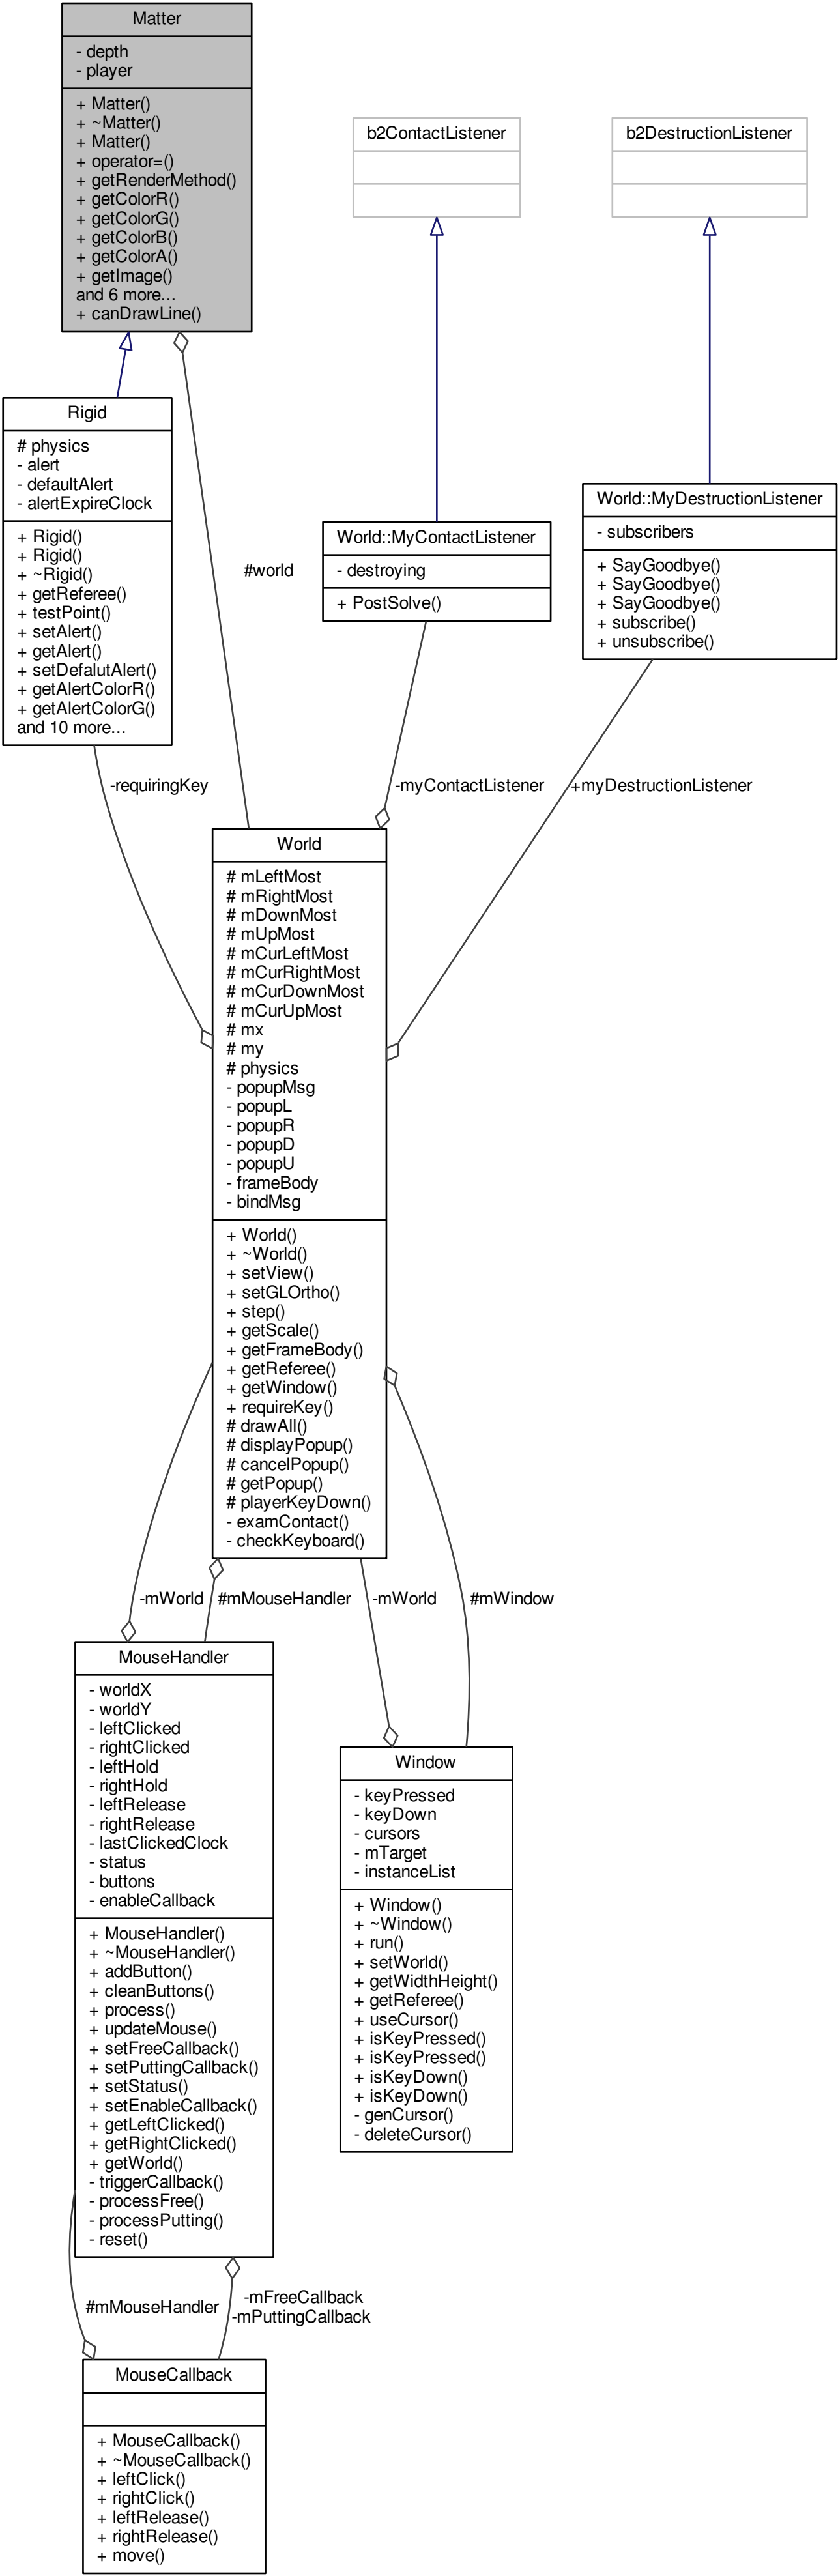 Matter
- depth
- player
+ Matter()
+ ~Matter()
+ Matter()
+ operator=()
+ getRenderMethod()
+ getColorR()
+ getColorG()
+ getColorB()
+ getColorA()
+ getImage()
and 6 more...
+ canDrawLine()
b2ContactListener
b2DestructionListener
Rigid
# physics
- alert
- defaultAlert
- alertExpireClock
+ Rigid()
+ Rigid()
+ ~Rigid()
+ getReferee()
+ testPoint()
+ setAlert()
+ getAlert()
+ setDefalutAlert()
+ getAlertColorR()
+ getAlertColorG()
and 10 more...
#world
World::MyContactListener
- destroying
+ PostSolve()
World::MyDestructionListener
- subscribers
+ SayGoodbye()
+ SayGoodbye()
+ SayGoodbye()
+ subscribe()
+ unsubscribe()
-requiringKey
-myContactListener
+myDestructionListener
World
# mLeftMost
# mRightMost
# mDownMost
# mUpMost
# mCurLeftMost
# mCurRightMost
# mCurDownMost
# mCurUpMost
# mx
# my
# physics
- popupMsg
- popupL
- popupR
- popupD
- popupU
- frameBody
- bindMsg
+ World()
+ ~World()
+ setView()
+ setGLOrtho()
+ step()
+ getScale()
+ getFrameBody()
+ getReferee()
+ getWindow()
+ requireKey()
# drawAll()
# displayPopup()
# cancelPopup()
# getPopup()
# playerKeyDown()
- examContact()
- checkKeyboard()
-mWorld
#mMouseHandler
-mWorld
#mWindow
MouseHandler
- worldX
- worldY
- leftClicked
- rightClicked
- leftHold
- rightHold
- leftRelease
- rightRelease
- lastClickedClock
- status
- buttons
- enableCallback
+ MouseHandler()
+ ~MouseHandler()
+ addButton()
+ cleanButtons()
+ process()
+ updateMouse()
+ setFreeCallback()
+ setPuttingCallback()
+ setStatus()
+ setEnableCallback()
+ getLeftClicked()
+ getRightClicked()
+ getWorld()
- triggerCallback()
- processFree()
- processPutting()
- reset()
Window
- keyPressed
- keyDown
- cursors
- mTarget
- instanceList
+ Window()
+ ~Window()
+ run()
+ setWorld()
+ getWidthHeight()
+ getReferee()
+ useCursor()
+ isKeyPressed()
+ isKeyPressed()
+ isKeyDown()
+ isKeyDown()
- genCursor()
- deleteCursor()
#mMouseHandler
-mFreeCallback
-mPuttingCallback
MouseCallback
+ MouseCallback()
+ ~MouseCallback()
+ leftClick()
+ rightClick()
+ leftRelease()
+ rightRelease()
+ move()